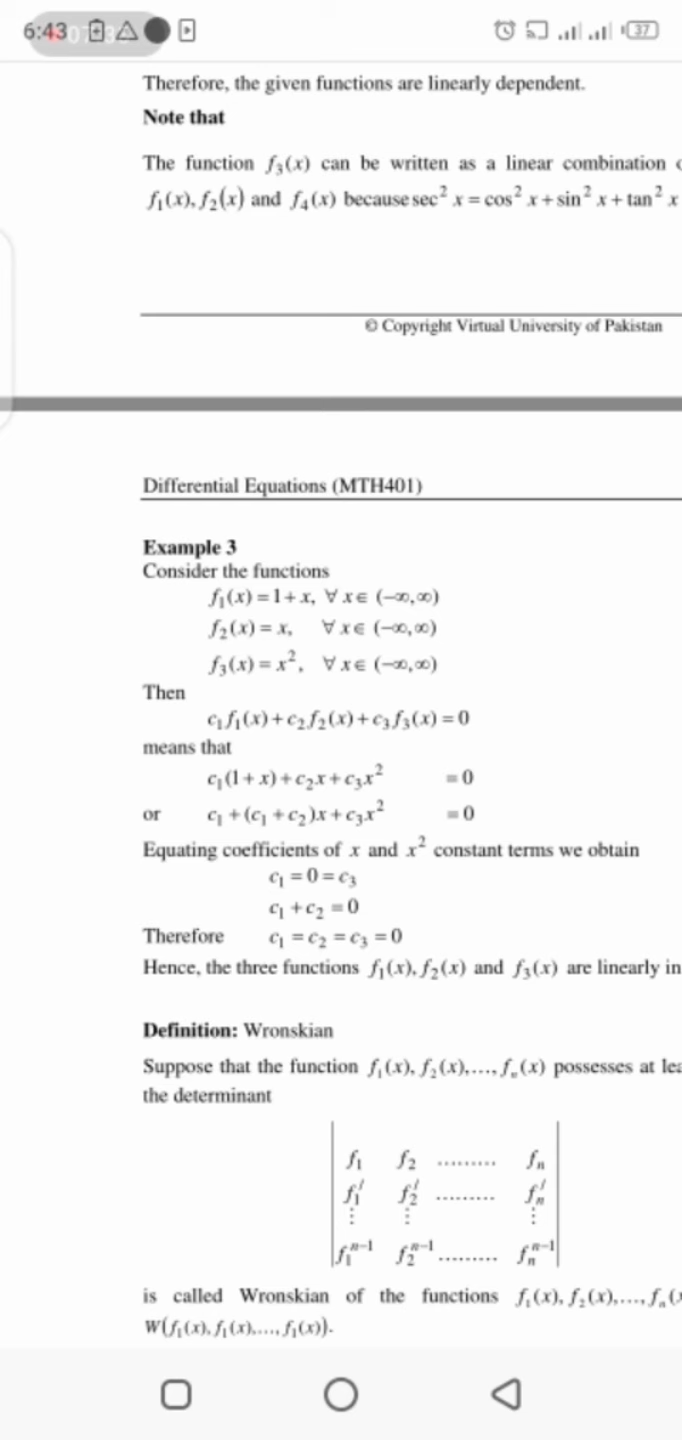 6:43
37
Therefore, the given functions are linearly dependent.
Note that
The function f₃(x) can be written as a linear combination
f₁(x), f₂(x) and f₄(x) because sec² x = cos² x + sin² x + tan² x
© Copyright Virtual University of Pakistan
Differential Equations (MTH401)
Example 3
Consider the functions
f₁(x) = 1 + x, ∀ x ∈ (−∞,∞)
f₂(x) = x, ∀ x ∈ (−∞,∞)
f₃(x) = x², ∀ x ∈ (−∞,∞)
Then
c₁f₁(x) + c₂f₂(x) + c₃f₃(x) = 0
means that
c₁(1 + x) + c₂x + c₃x² = 0
or c₁ + (c₁ + c₂)x + c₃x² = 0
Equating coefficients of x and x² constant terms we obtain
c₁ = 0 = c₃
c₁ + c₂ = 0
Therefore c₁ = c₂ = c₃ = 0
Hence, the three functions f₁(x), f₂(x) and f₃(x) are linearly in
Definition: Wronskian
Suppose that the function f₁(x), f₂(x),...., fₙ(x) possesses at lea
the determinant
f₁ f₂ ......... fₙ
f₁′ f₂′ ......... fₙ′
⋮ ⋮ ⋮
f₁ⁿ⁻¹ f₂ⁿ⁻¹ ......... fₙⁿ⁻¹
is called Wronskian of the functions f₁(x), f₂(x),...., fₙ(
W(f₁(x), f₁(x),...., f₁(x)).